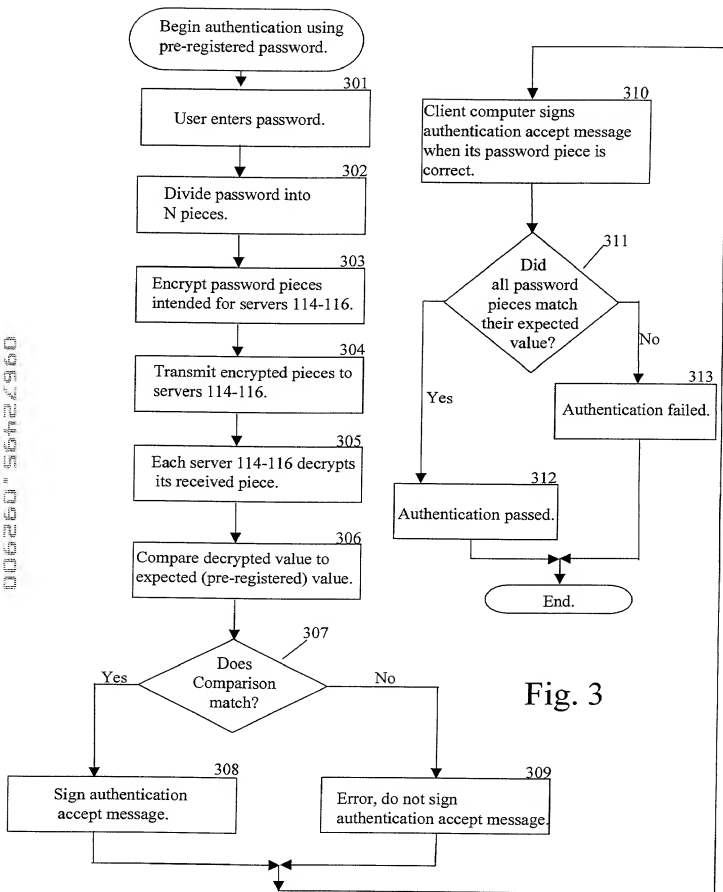 Begin authentication using
pre-registered password.
301
User enters password.
302
Divide password into
N pieces.
303
Encrypt password pieces
intended for servers 114-116.
304
Transmit encrypted pieces to
servers 114-116.
305
Each server 114-116 decrypts
its received piece.
306
Compare decrypted value to
expected (pre-registered) value.
307
Does
Comparison
match?
Yes
No
308
Sign authentication
accept message.
309
Error, do not sign
authentication accept message.
310
Client computer signs
authentication accept message
when its password piece is
correct.
311
Did
all password
pieces match
their expected
value?
No
Yes
313
Authentication failed.
312
Authentication passed.
End.
Fig. 3
09672495.092900